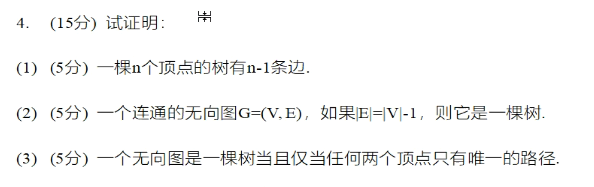 4. (15分) 试证明：
(1) (5分) 一棵n个顶点的树有n-1条边.
(2) (5分) 一个连通的无向图G=(V, E)，如果|E|=|V|-1，则它是一棵树.
(3) (5分) 一个无向图是一棵树当且仅当任何两个顶点只有唯一的路径.